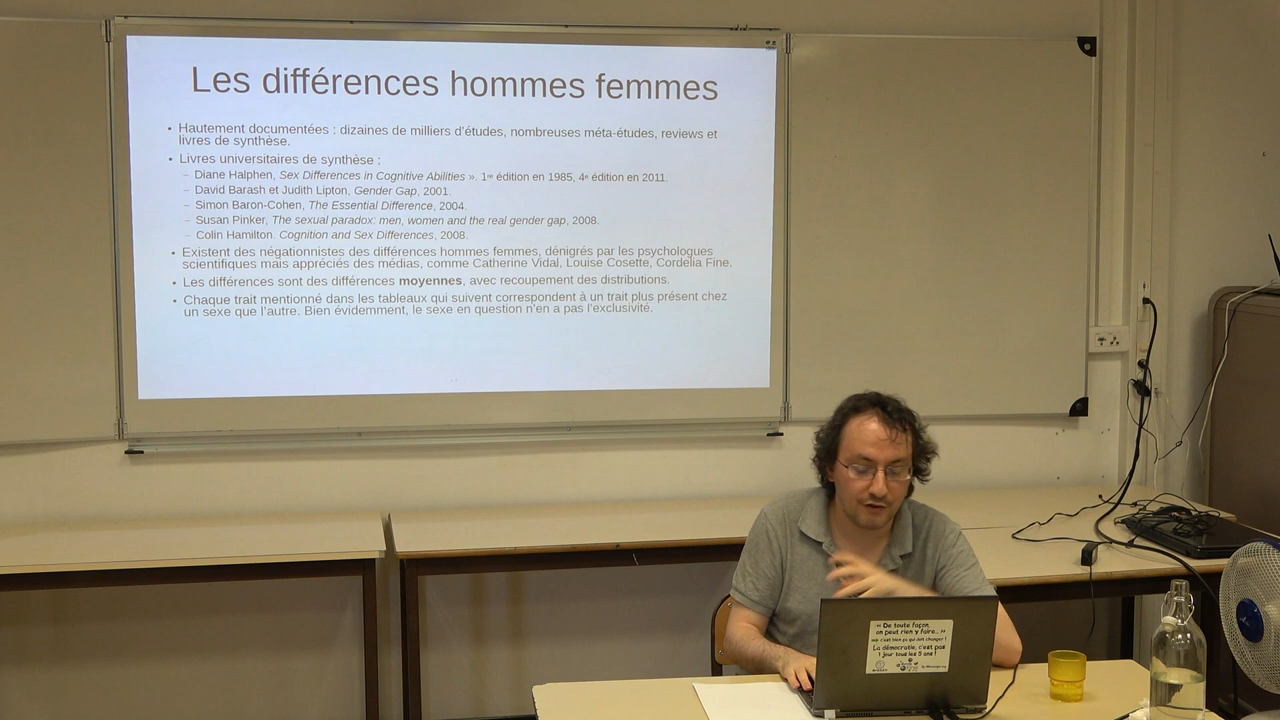 Les différences hommes femmes
• Hautement documentées : dizaines de milliers d'études, nombreuses méta-études, reviews et
livres de synthèse.
• Livres universitaires de synthèse :
– Diane Halphen, Sex Differences in Cognitive Abilities ». 1re édition en 1985, 4e édition en 2011.
– David Barash et Judith Lipton, Gender Gap, 2001.
– Simon Baron-Cohen, The Essential Difference, 2004.
– Susan Pinker, The sexual paradox: men, women and the real gender gap, 2008.
– Colin Hamilton. Cognition and Sex Differences, 2008.
• Existent des négationnistes des différences hommes femmes, dénigrés par les psychologues
scientifiques mais appréciés des médias, comme Catherine Vidal, Louise Cosette, Cordelia Fine.
• Les différences sont des différences moyennes, avec recoupement des distributions.
• Chaque trait mentionné dans les tableaux qui suivent correspondent à un trait plus présent chez
un sexe que l'autre. Bien évidemment, le sexe en question n'en a pas l'exclusivité.
« De toute façon,
on peut rien y faire... »
mais c'est bien ça qui doit changer !
La démocratie, c'est pas
1 jour tous les 5 ans !